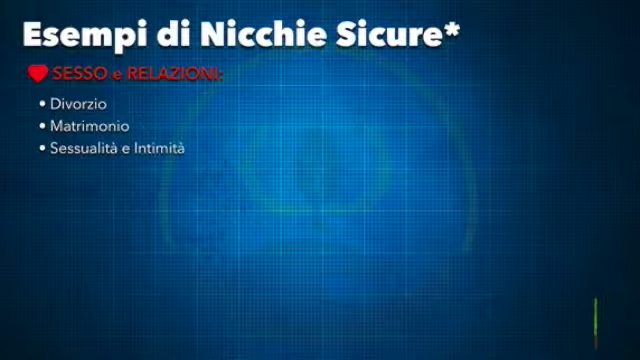 Esempi di Nicchie Sicure*
SESSO e RELAZIONI:
• Divorzio
• Matrimonio
• Sessualità e Intimità